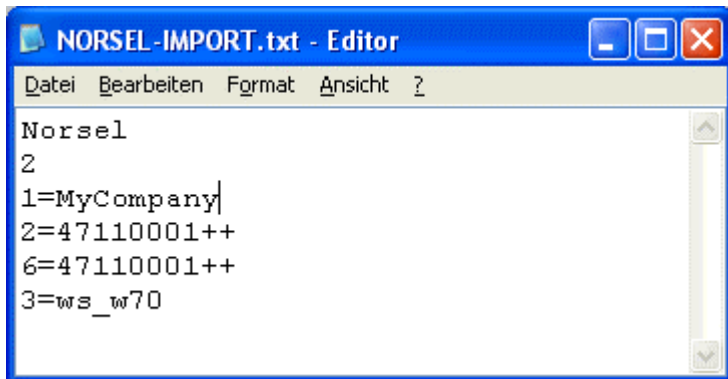 NORSEL-IMPORT.txt - Editor
Datei Bearbeiten Format Ansicht ?
Norsel
2
1=MyCompany
2=47110001++
6=47110001++
3=ws_w70